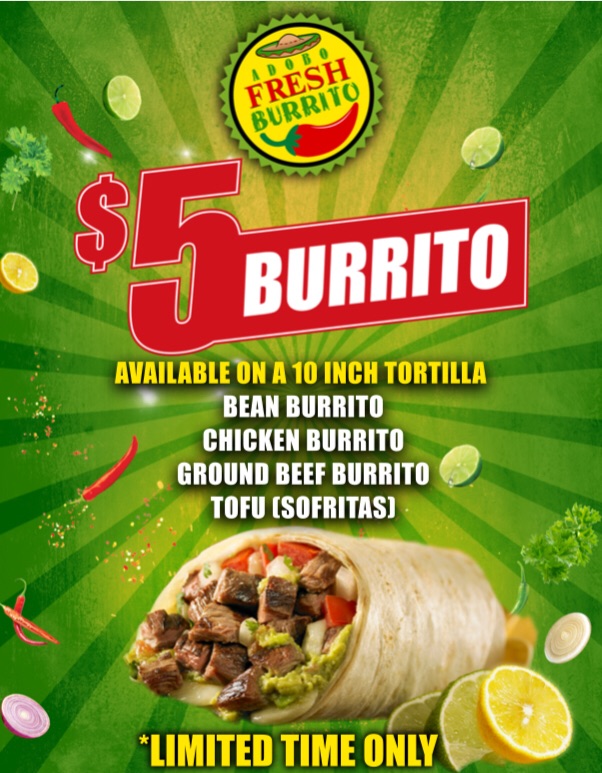 ADOBO
FRESH
BURRITO
$5 BURRITO
AVAILABLE ON A 10 INCH TORTILLA
BEAN BURRITO
CHICKEN BURRITO
GROUND BEEF BURRITO
TOFU (SOFRITAS)
*LIMITED TIME ONLY